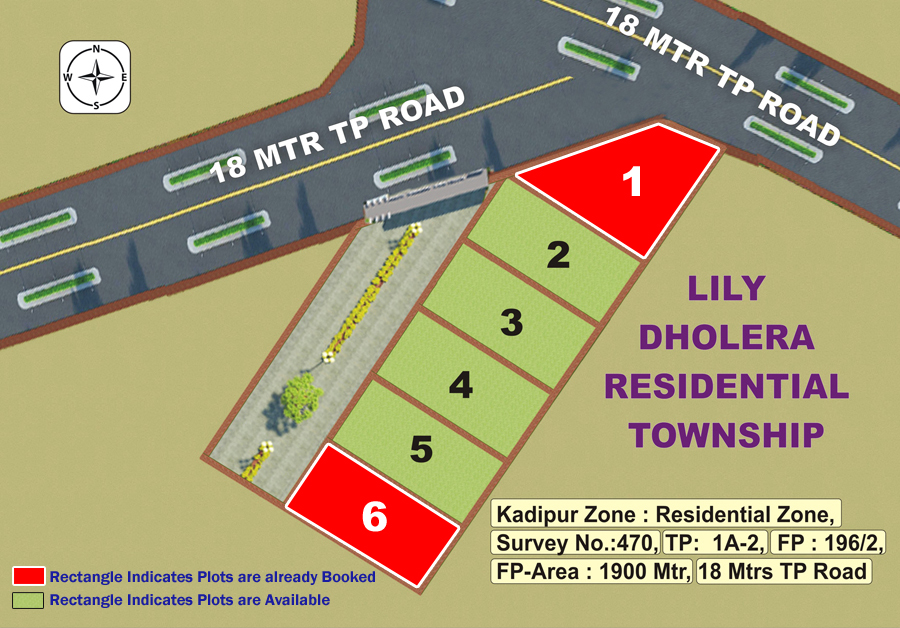 N
W E
S
18 MTR TP ROAD
18 MTR TP ROAD
1
2
3
4
5
6
LILY
DHOLERA
RESIDENTIAL
TOWNSHIP
Kadipur Zone : Residential Zone,
Survey No.:470, TP: 1A-2, FP : 196/2,
FP-Area : 1900 Mtr, 18 Mtrs TP Road
Rectangle Indicates Plots are already Booked
Rectangle Indicates Plots are Available